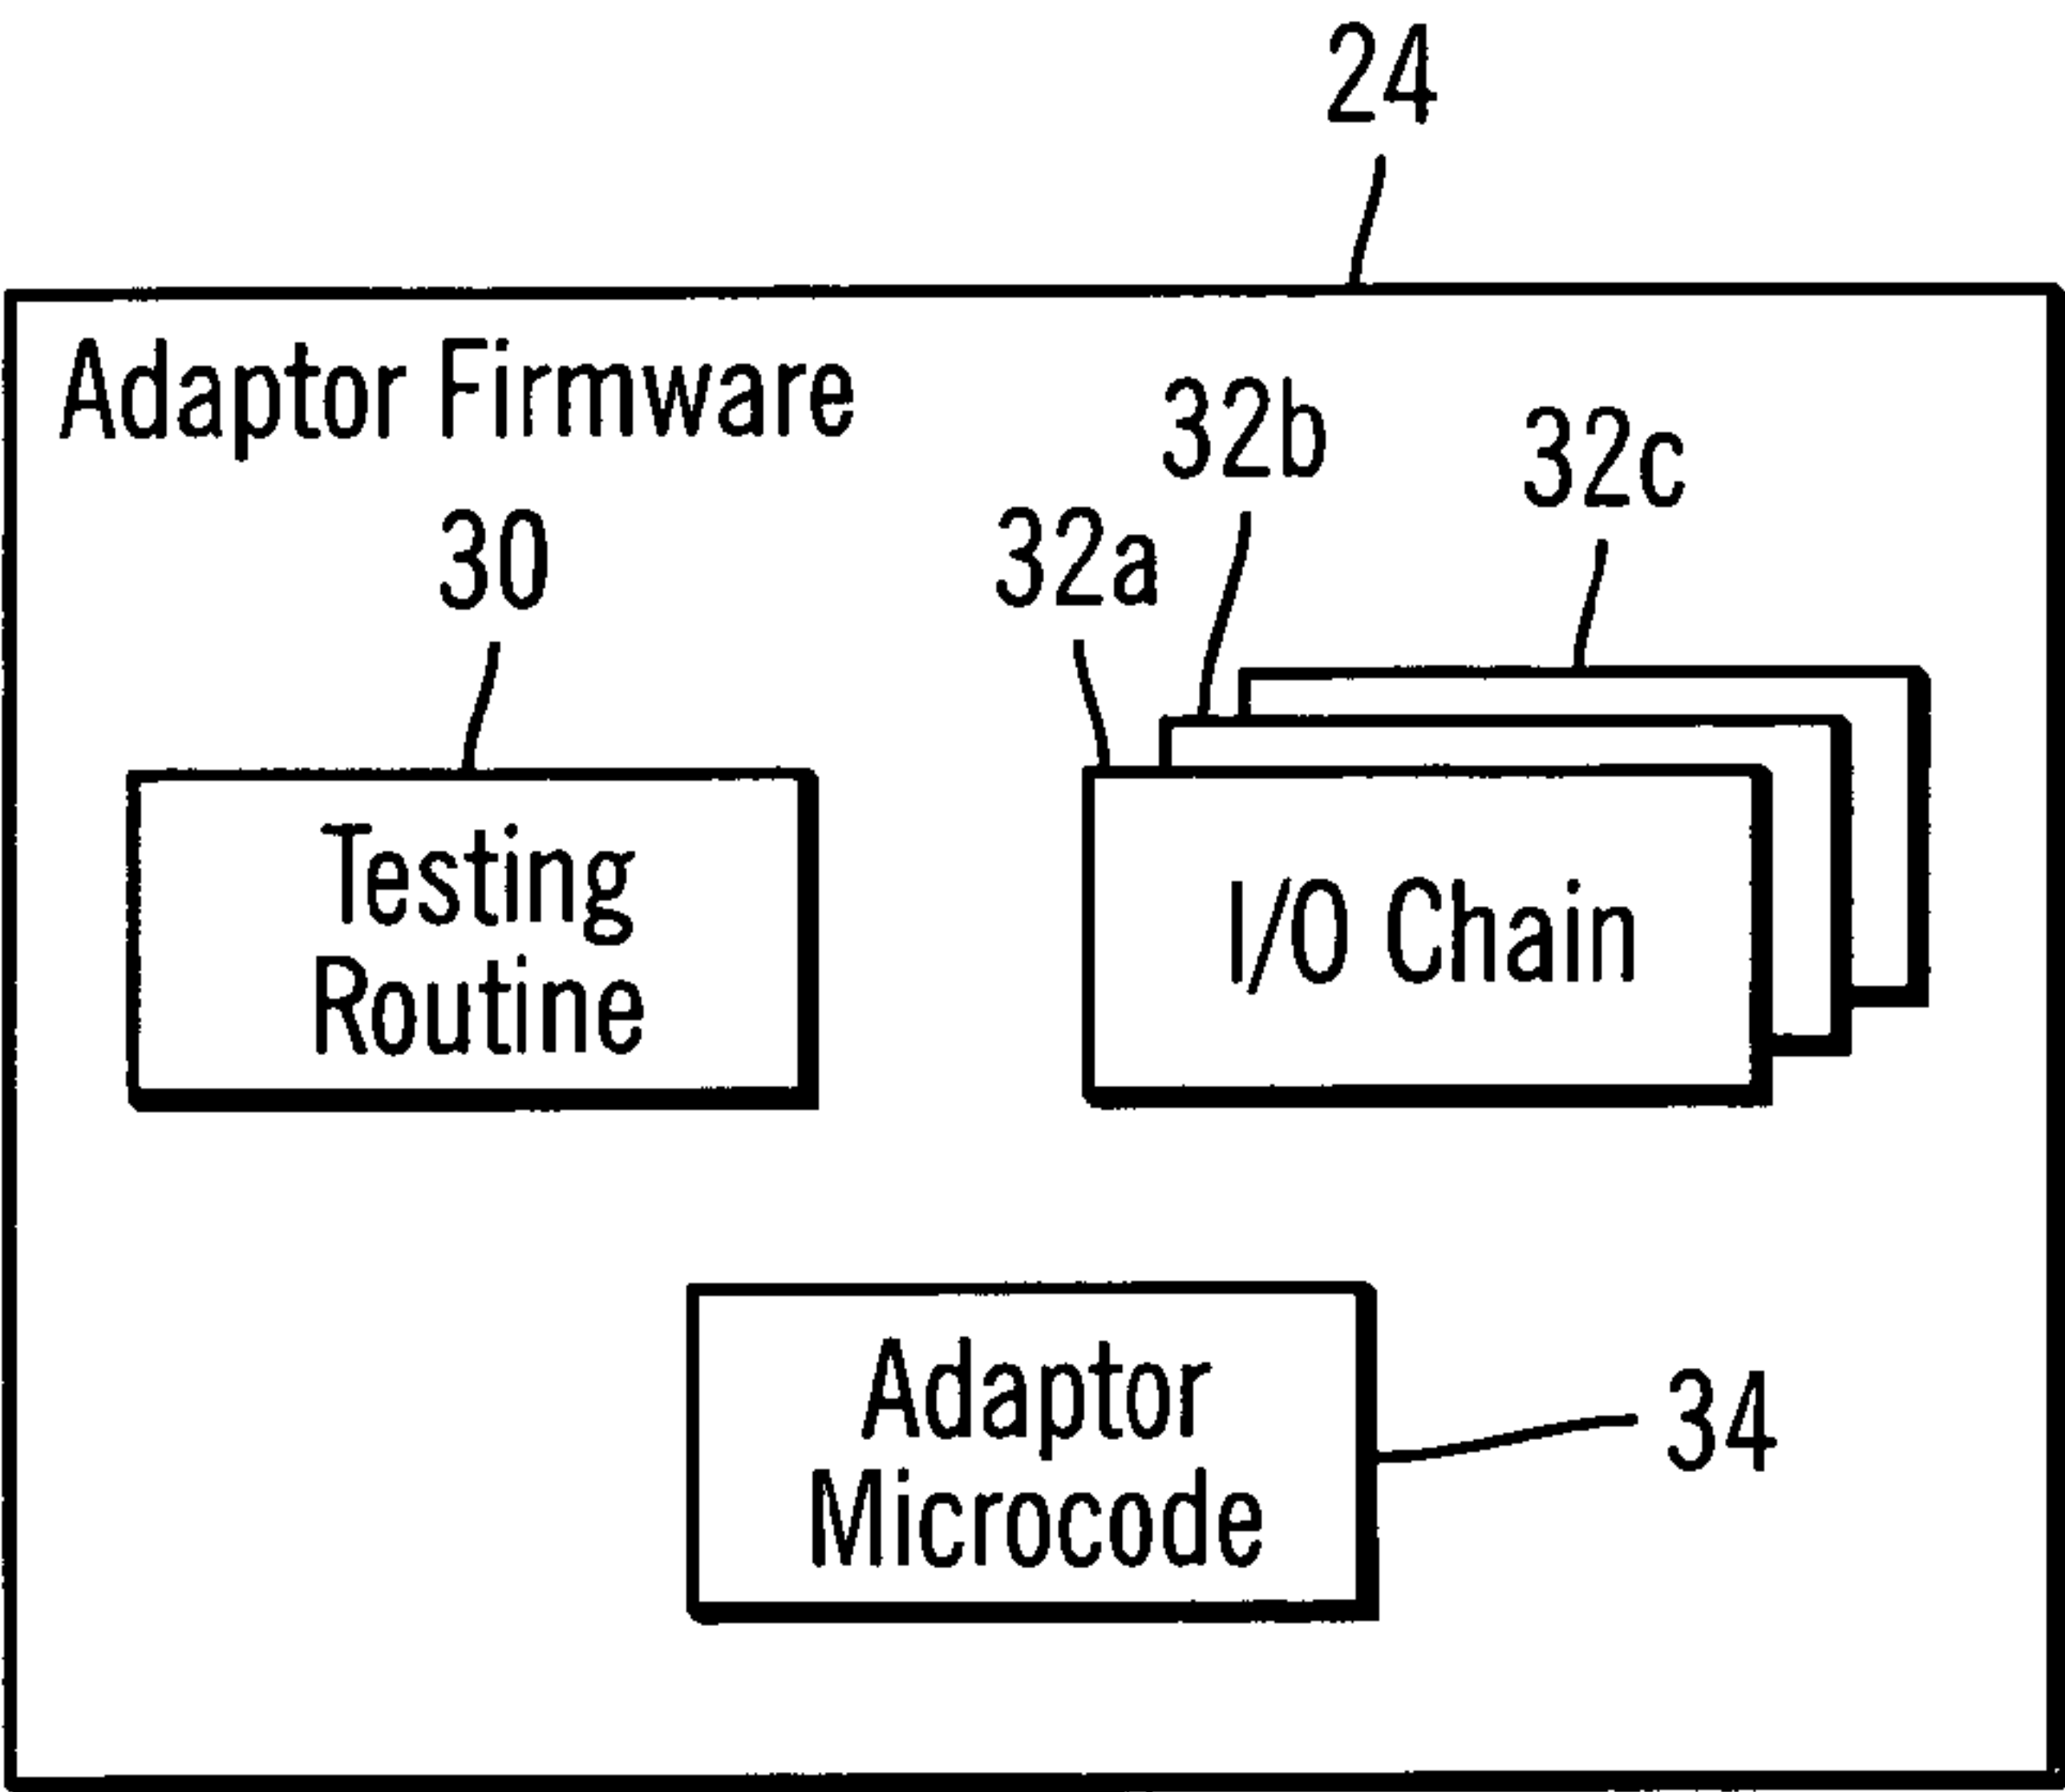 24
Adaptor Firmware
32b
32c
30
32a
Testing
Routine
I/O Chain
Adaptor
Microcode
34